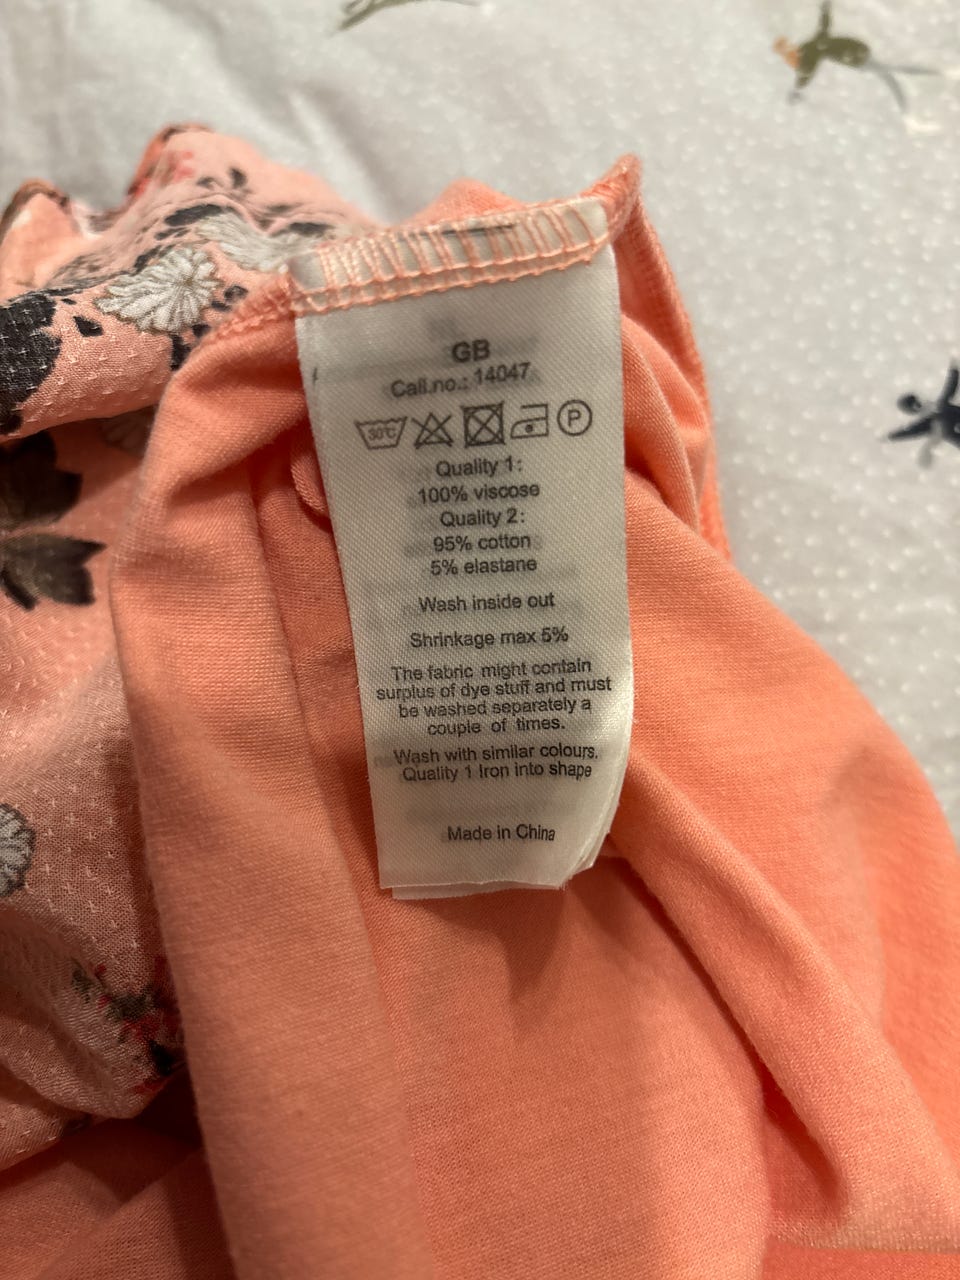 GB
Call.no.: 14047
30°C P
Quality 1:
100% viscose
Quality 2:
95% cotton
5% elastane
Wash inside out
Shrinkage max 5%
The fabric might contain
surplus of dye stuff and must
be washed separately a
couple of times.
Wash with similar colours.
Quality 1 Iron into shape
Made in China